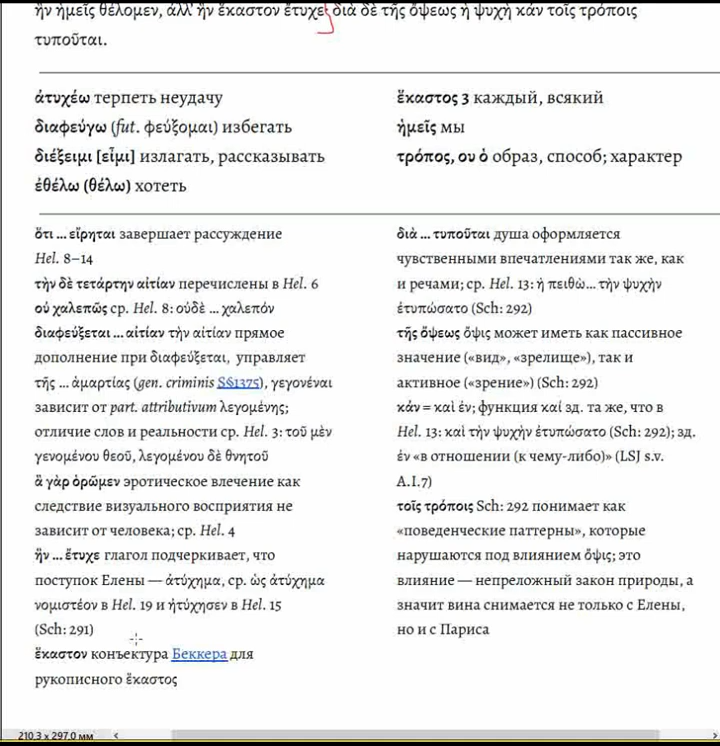 ἣν ἡμεῖς θέλομεν, ἀλλ' ἣν ἕκαστον ἔτυχε· διὰ δὲ τῆς ὄψεως ἡ ψυχὴ κἀν τοῖς τρόποις
τυποῦται.
ἀτυχέω терпеть неудачу
διαφεύγω (fut. φεύξομαι) избегать
διέξειμι [εἶμι] излагать, рассказывать
ἐθέλω (θέλω) хотеть
ἕκαστος 3 каждый, всякий
ἡμεῖς мы
τρόπος, ου ὁ образ, способ; характер
ὅτι ... εἴρηται завершает рассуждение
Hel. 8–14
τὴν δὲ τετάρτην αἰτίαν перечислены в Hel. 6
οὐ χαλεπῶς ср. Hel. 8: οὐδὲ ... χαλεπόν
διαφεύξεται ... αἰτίαν τὴν αἰτίαν прямое
дополнение при διαφεύξεται, управляет
τῆς ... ἁμαρτίας (gen. criminis S§1375), γεγονέναι
зависит от part. attributivum λεγομένης;
отличие слов и реальности ср. Hel. 3: τοῦ μὲν
γενομένου θεοῦ, λεγομένου δὲ θνητοῦ
ἃ γὰρ ὁρῶμεν эротическое влечение как
следствие визуального восприятия не
зависит от человека; ср. Hel. 4
ἣν ... ἔτυχε глагол подчеркивает, что
поступок Елены — ἀτύχημα, ср. ὡς ἀτύχημα
νομιστέον в Hel. 19 и ἠτύχησεν в Hel. 15
(Sch: 291)
ἕκαστον конъектура Беккера для
рукописного ἕκαστος
διὰ ... τυποῦται душа оформляется
чувственными впечатлениями так же, как
и речами; ср. Hel. 13: ἡ πειθὼ... τὴν ψυχὴν
ἐτυπώσατο (Sch: 292)
τῆς ὄψεως ὄψις может иметь как пассивное
значение («вид», «зрелище»), так и
активное («зрение») (Sch: 292)
κἀν = καὶ ἐν; функция καί зд. та же, что в
Hel. 13: καὶ τὴν ψυχὴν ἐτυπώσατο (Sch: 292); зд.
ἐν «в отношении (к чему-либо)» (LSJ s.v.
A.I.7)
τοῖς τρόποις Sch: 292 понимает как
«поведенческие паттерны», которые
нарушаются под влиянием ὄψις; это
влияние — непреложный закон природы, а
значит вина снимается не только с Елены,
но и с Париса
210,3 x 297,0 мм